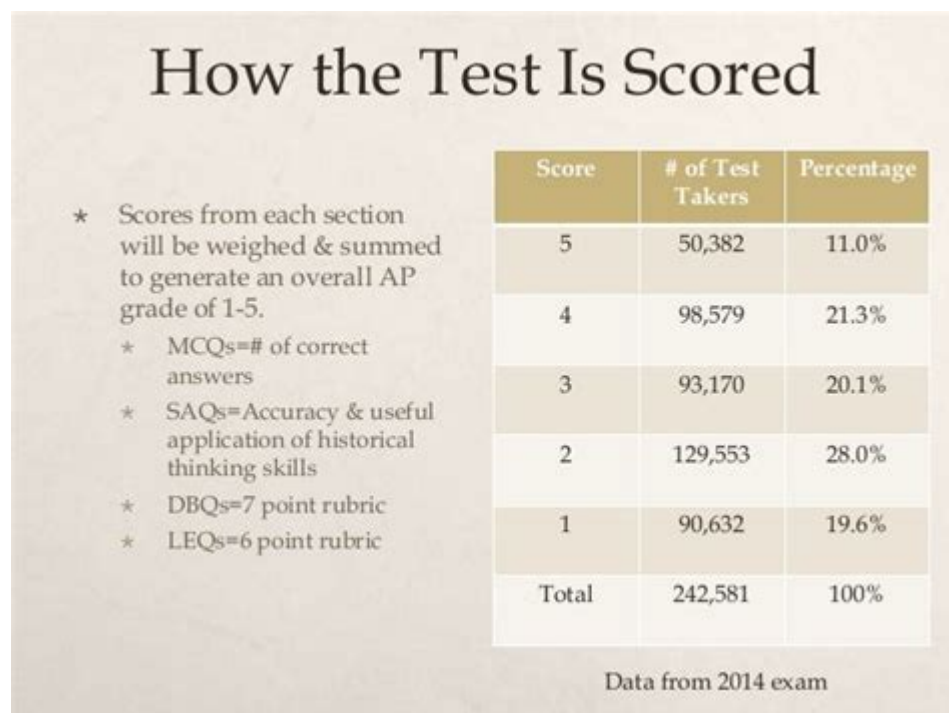 How the Test Is Scored
* Scores from each section
will be weighed & summed
to generate an overall AP
grade of 1-5.
* MCQs=# of correct
answers
* SAQs=Accuracy & useful
application of historical
thinking skills
* DBQs=7 point rubric
* LEQs=6 point rubric
Score # of Test Takers Percentage
5 50,382 11.0%
4 98,579 21.3%
3 93,170 20.1%
2 129,553 28.0%
1 90,632 19.6%
Total 242,581 100%
Data from 2014 exam